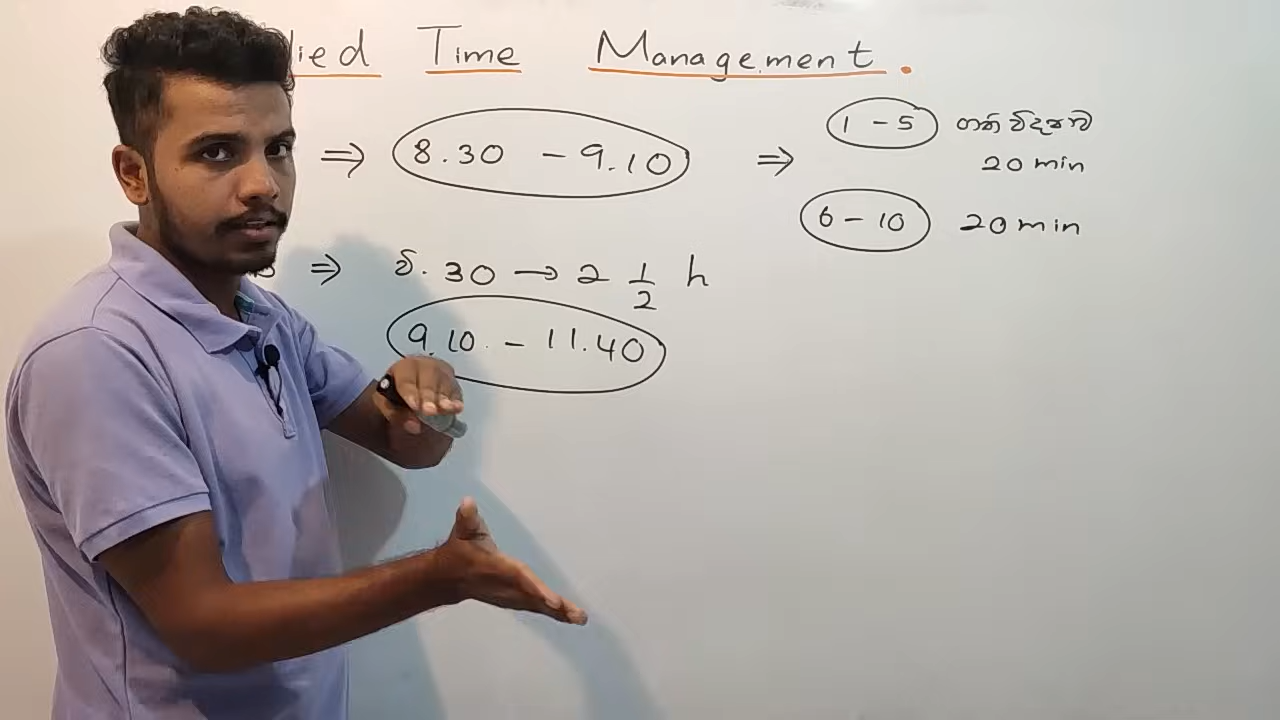 lied Time Management.
⇒ 8.30 - 9.10 ⇒ 1 - 5
20 min
6 - 10 20 min
⇒ පැ. 30 → 2 1/2 h
9.10 - 11.40